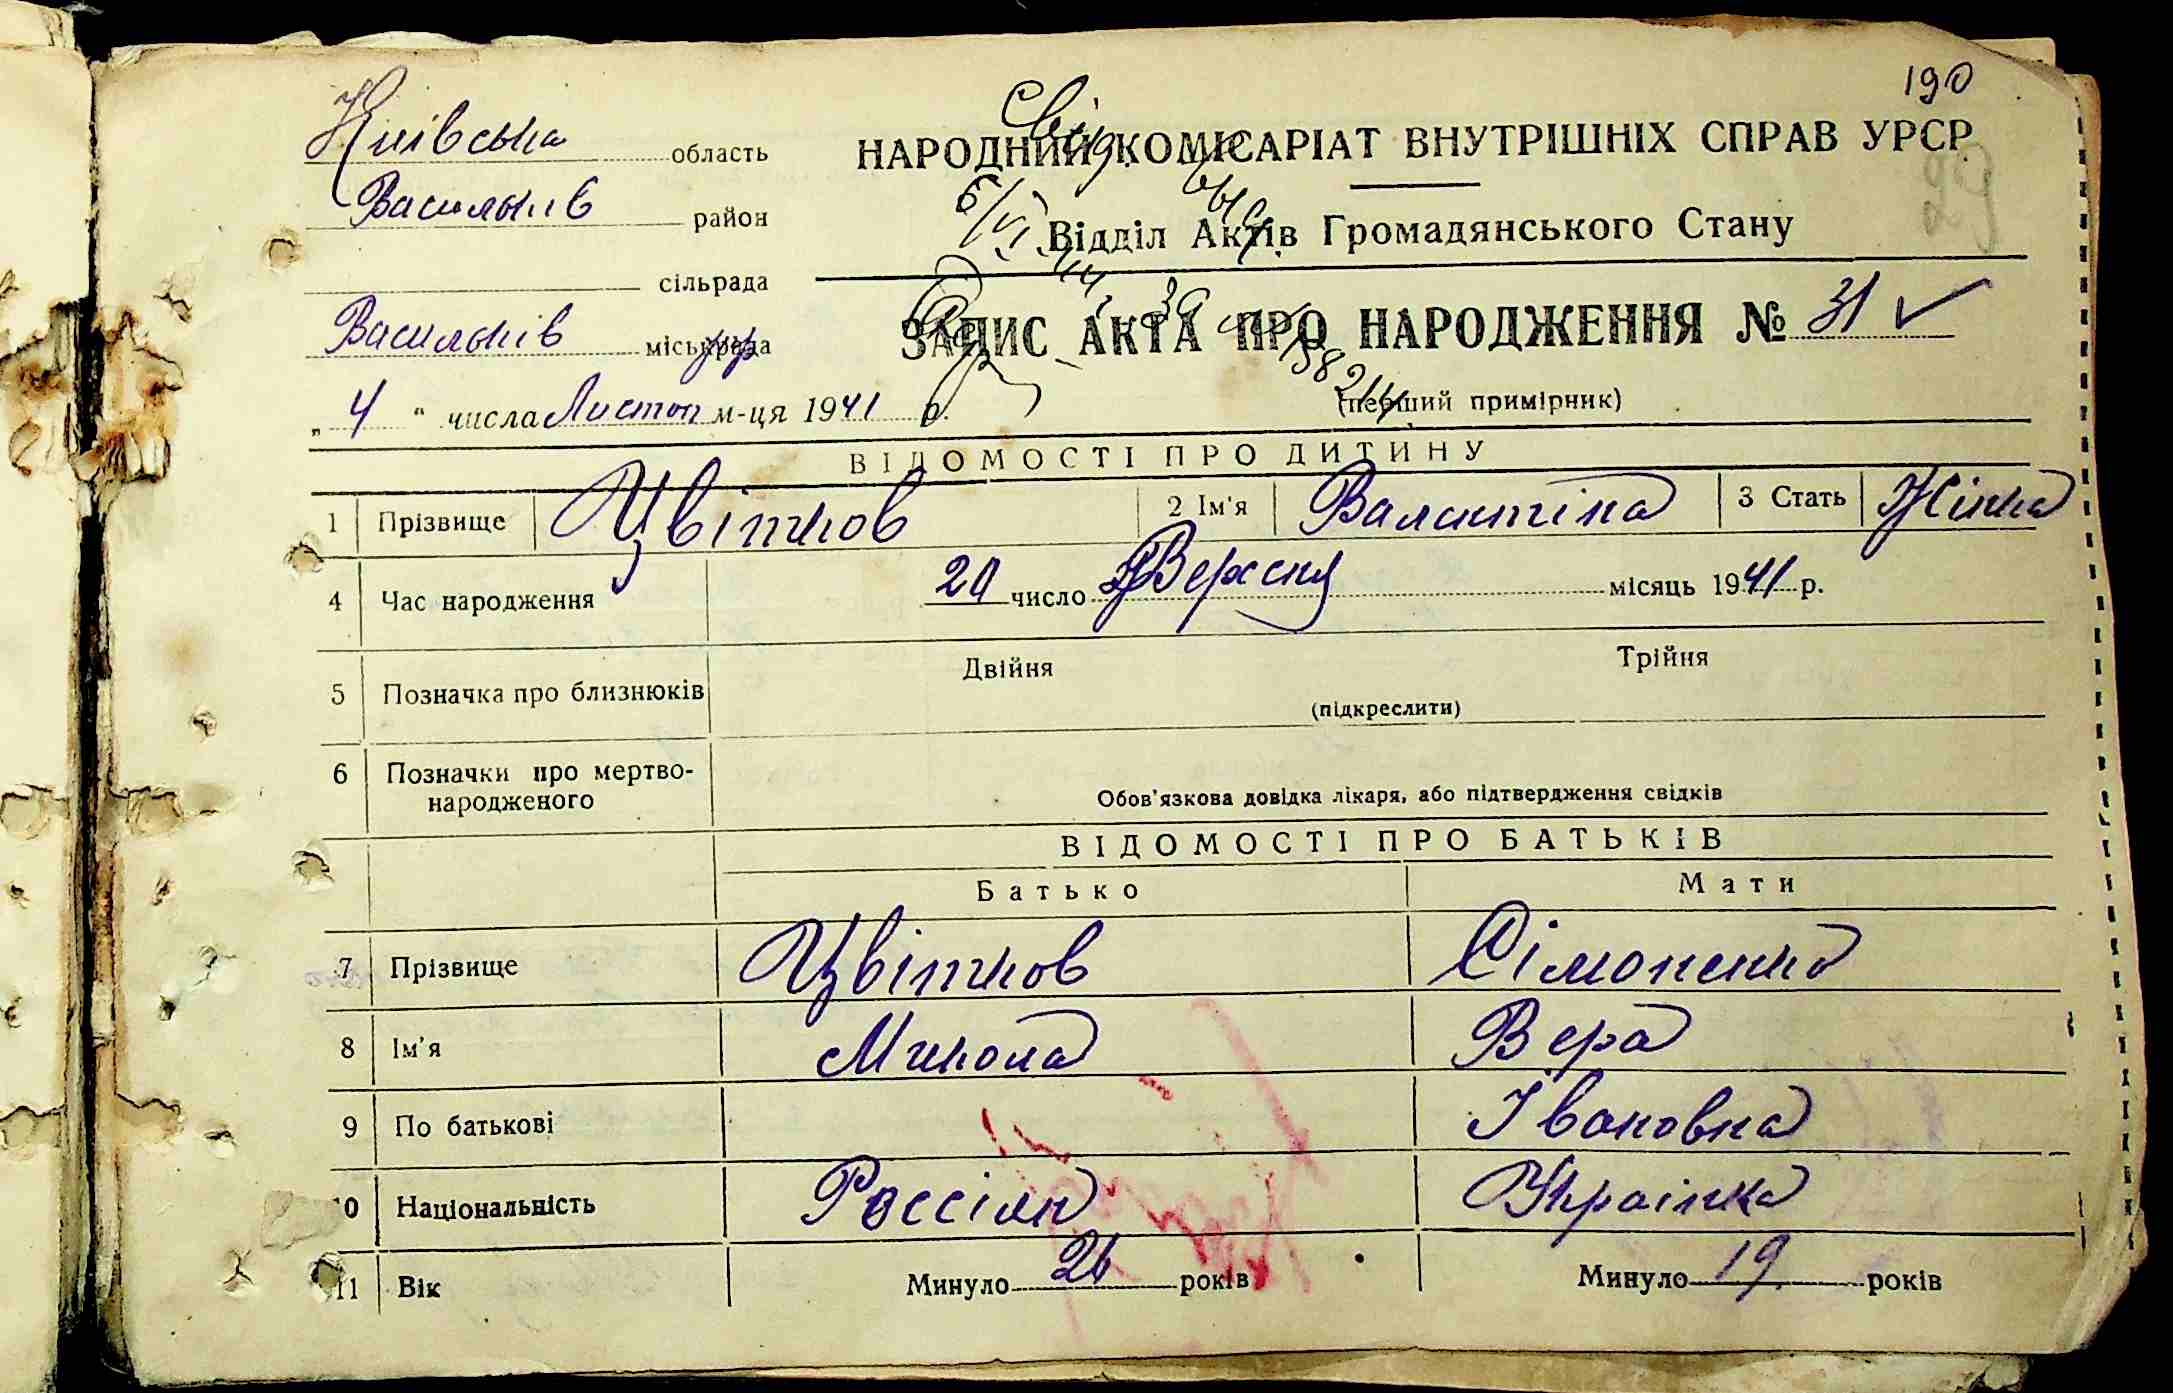 190
Київська область
НАРОДНИЙ КОМІСАРІАТ ВНУТРІШНІХ СПРАВ УРСР
Васильків район
Відділ Актів Громадянського Стану
сільрада
Васильків міськрада
ЗАПИС АКТА ПРО НАРОДЖЕННЯ № 31 ✓
„ 4 “ числа Листоп м-ця 1941 р.
(перший примірник)
ВІДОМОСТІ ПРО ДИТИНУ
1 Прізвище Цвітков 2 Ім'я Валентіна 3 Стать Жінка
4 Час народження число Вересня місяць 1941 р.
5 Позначка про близнюків Двійня Трійня
(підкреслити)
6 Позначки про мертво-
народженого
Обов'язкова довідка лікаря, або підтвердження свідків
ВІДОМОСТІ ПРО БАТЬКІВ
Батько Мати
7 Прізвище Цвітков Сімоненко
8 Ім'я Микола Вера
9 По батькові Івановна
10 Національність Россіян Українка
11 Вік Минуло 26 років Минуло 19 років